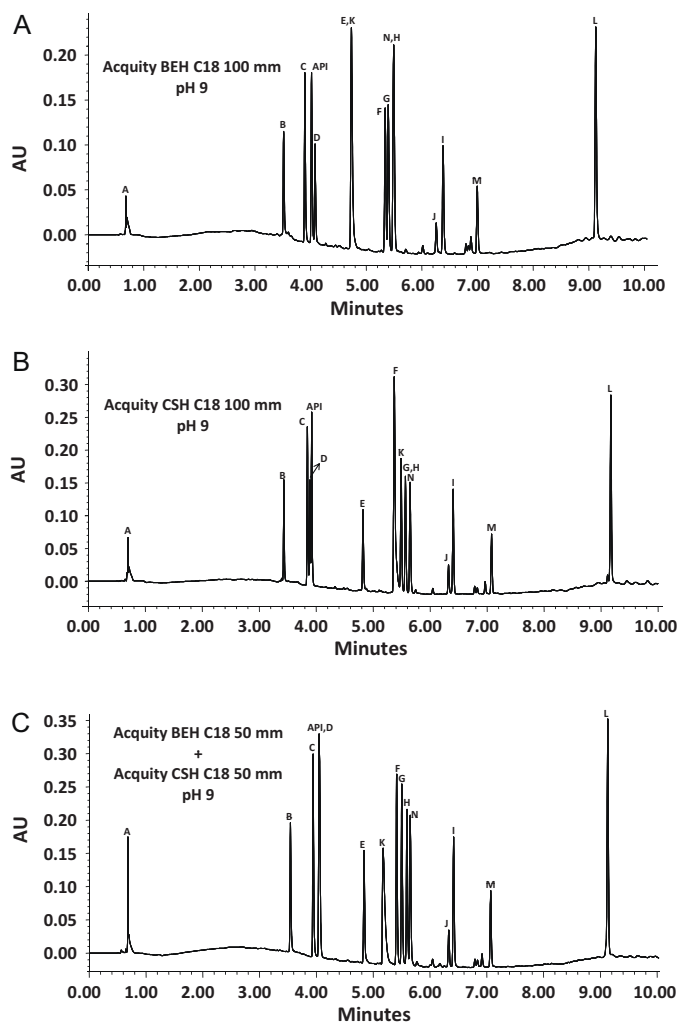 A
Acquity BEH C18 100 mm
pH 9
AU
0.20
0.15
0.10
0.05
0.00
A
B
C
API
D
E,K
F
G
N,H
J
I
M
L
0.00 1.00 2.00 3.00 4.00 5.00 6.00 7.00 8.00 9.00 10.00
Minutes
B
Acquity CSH C18 100 mm
pH 9
AU
0.30
0.25
0.20
0.15
0.10
0.05
0.00
A
B
C
API
D
E
F
K
G,H
N
J
I
M
L
0.00 1.00 2.00 3.00 4.00 5.00 6.00 7.00 8.00 9.00 10.00
Minutes
C
Acquity BEH C18 50 mm
+
Acquity CSH C18 50 mm
pH 9
AU
0.35
0.30
0.25
0.20
0.15
0.10
0.05
0.00
A
B
C
API,D
E
K
F
G
H
N
J
I
M
L
0.00 1.00 2.00 3.00 4.00 5.00 6.00 7.00 8.00 9.00 10.00
Minutes